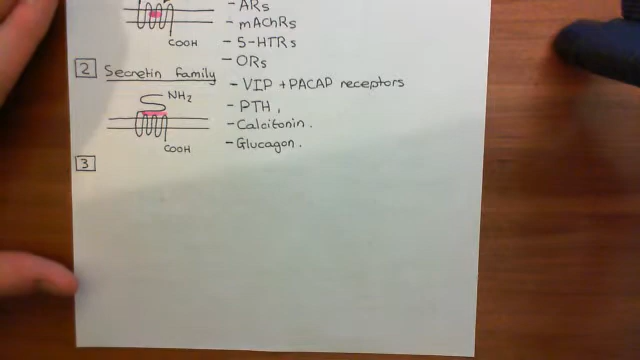 - ARs
- mAChRs
COOH
- 5-HTRs
- ORs
2 Secretin family
- VIP + PACAP receptors
NH2
- PTH,
- Calcitonin.
- Glucagon.
COOH
3